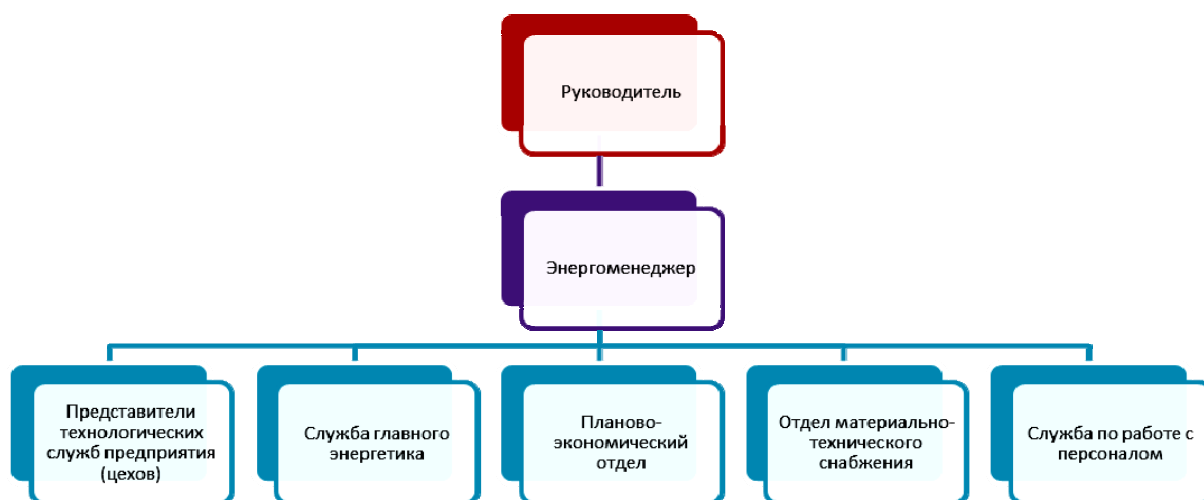 Руководитель
Энергоменеджер
Представители
технологических
служб предприятия
(цехов)
Служба главного
энергетика
Планово-
экономический
отдел
Отдел материально-
технического
снабжения
Служба по работе с
персоналом